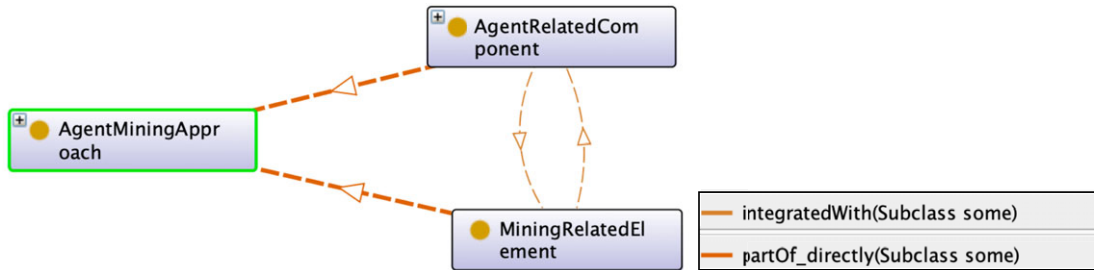 AgentRelatedCom
ponent
AgentMiningAppr
oach
MiningRelatedEl
ement
integratedWith(Subclass some)
partOf_directly(Subclass some)